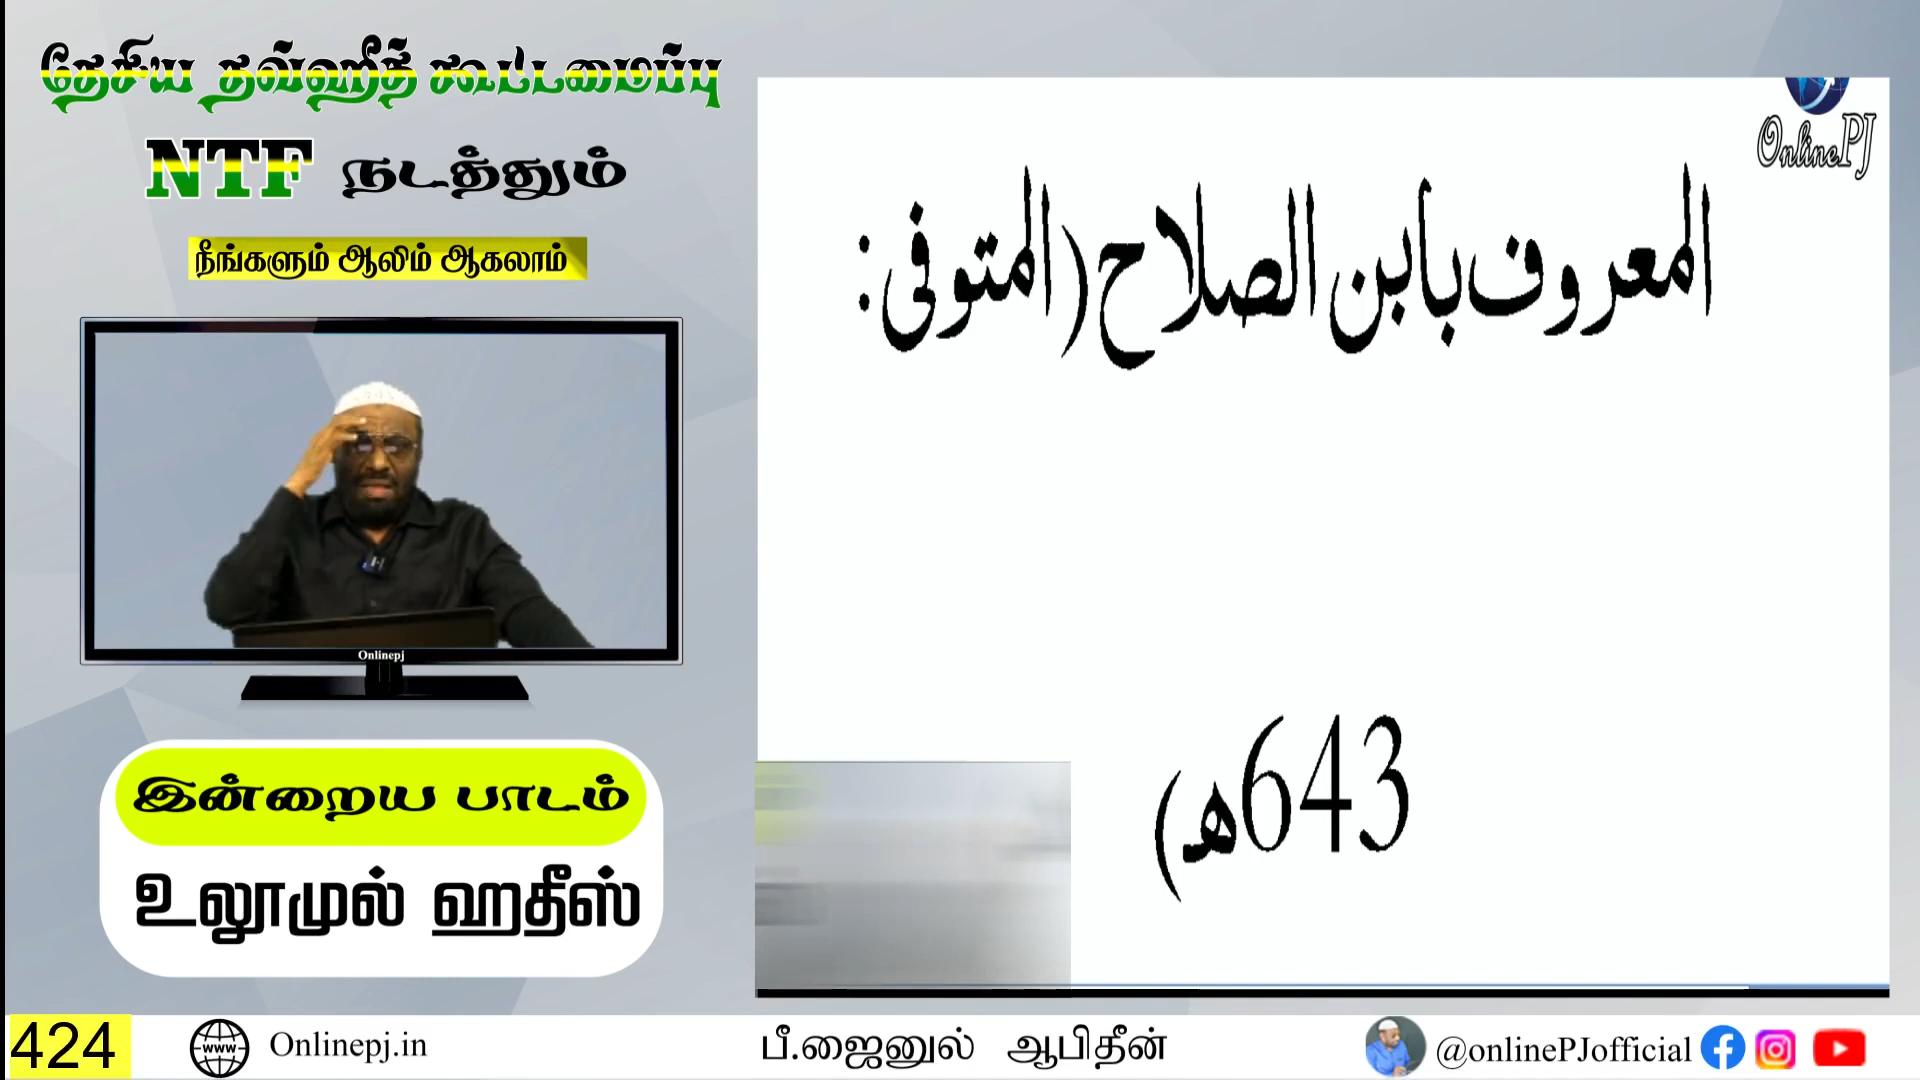 தேசிய தவ்ஹீத் கூட்டமைப்பு
NTF நடத்தும்
நீங்களும் ஆலிம் ஆகலாம்
Onlinepj
இன்றைய பாடம்
உலூமுல் ஹதீஸ்
OnlinePJ
المعروف بابن الصلاح (المتوفى:
643هـ)
424
www
Onlinepj.in
பீ.ஜைனுல் ஆபிதீன்
@onlinePJofficial